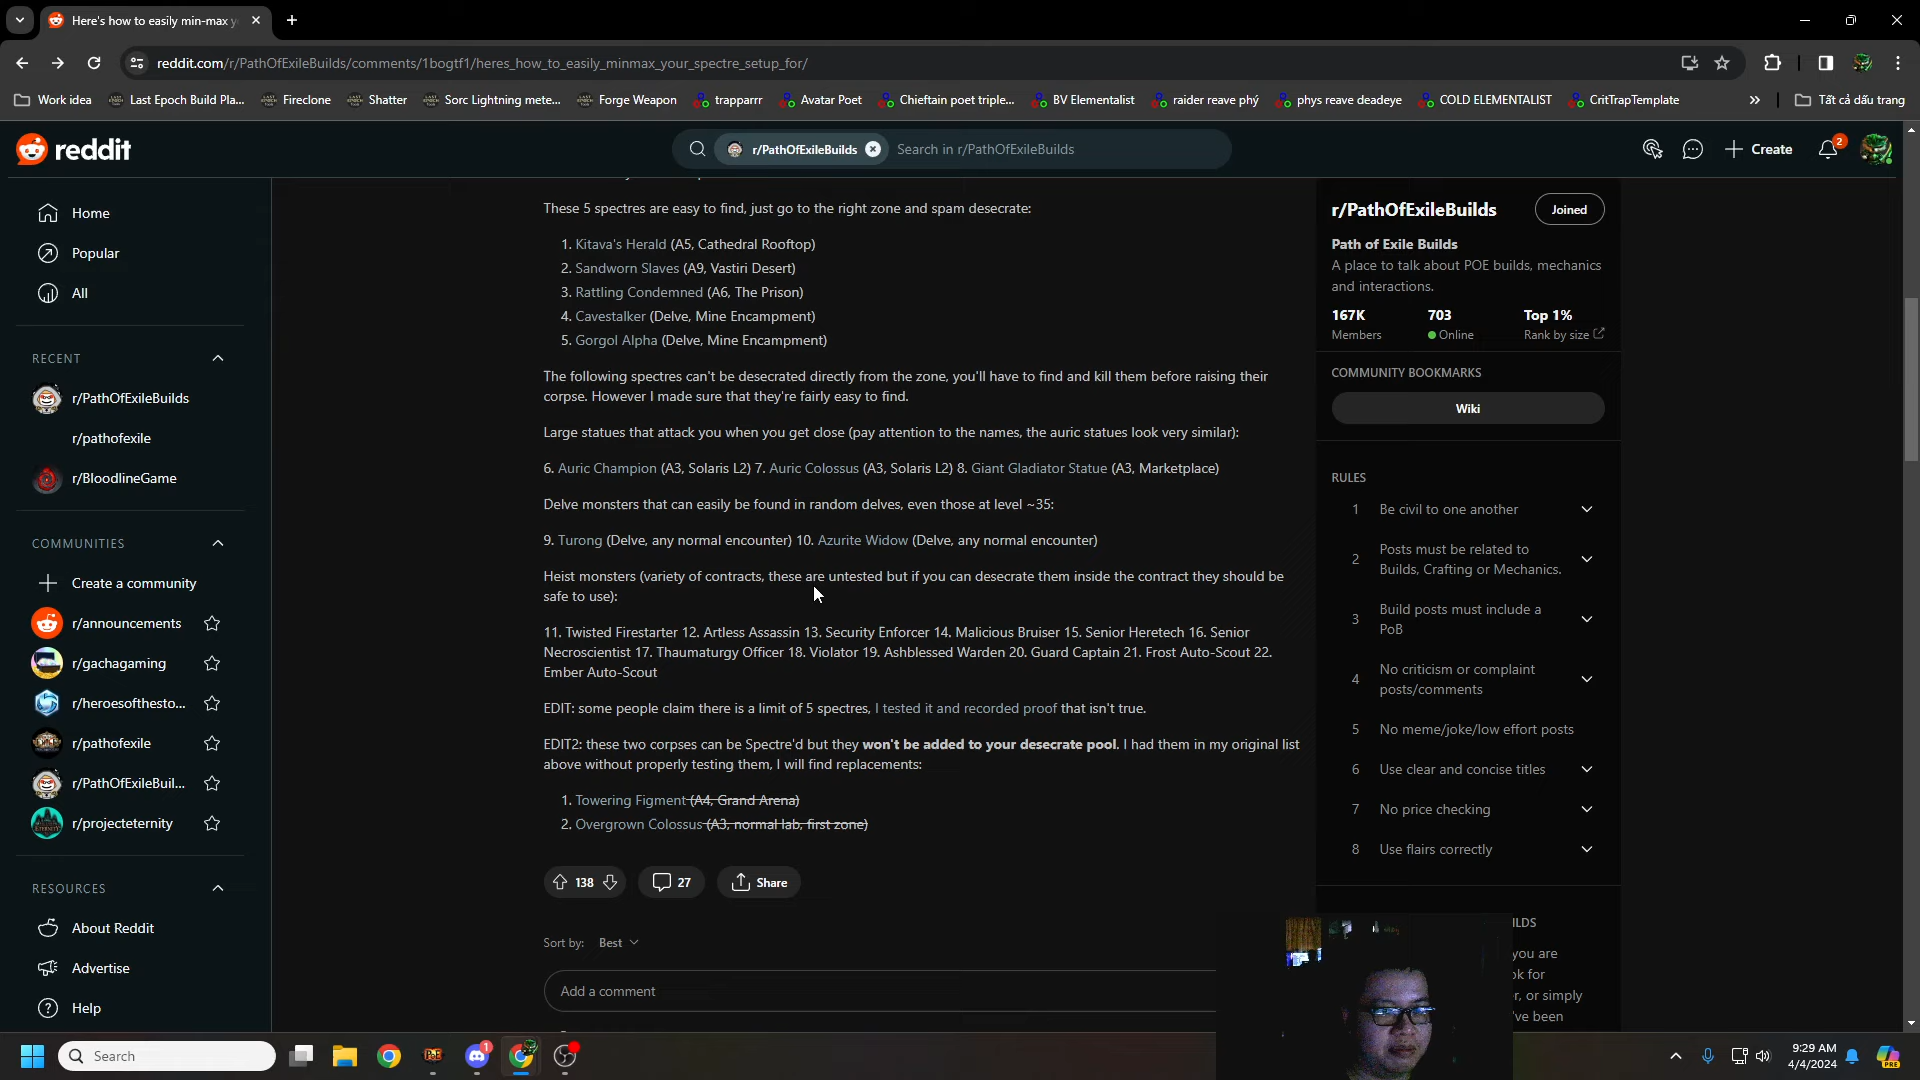 Here's how to easily min-max y
reddit.com/r/PathOfExileBuilds/comments/1bogtf1/heres_how_to_easily_minmax_your_spectre_setup_for/
Work idea
Last Epoch Build Pla...
Fireclone
Shatter
Sorc Lightning mete...
Forge Weapon
trapparrr
Avatar Poet
Chieftain poet triple...
BV Elementalist
raider reave phý
phys reave deadeye
COLD ELEMENTALIST
CritTrapTemplate
»
Tất cả dấu trang
reddit
r/PathOfExileBuilds
Search in r/PathOfExileBuilds
Create
2
Home
Popular
All
RECENT
r/PathOfExileBuilds
r/pathofexile
r/BloodlineGame
COMMUNITIES
Create a community
r/announcements
r/gachagaming
r/heroesofthesto...
r/pathofexile
r/PathOfExileBuil...
r/projecteternity
RESOURCES
About Reddit
Advertise
Help
These 5 spectres are easy to find, just go to the right zone and spam desecrate:
1. Kitava's Herald (A5, Cathedral Rooftop)
2. Sandworn Slaves (A9, Vastiri Desert)
3. Rattling Condemned (A6, The Prison)
4. Cavestalker (Delve, Mine Encampment)
5. Gorgol Alpha (Delve, Mine Encampment)
The following spectres can't be desecrated directly from the zone, you'll have to find and kill them before raising their
corpse. However I made sure that they're fairly easy to find.
Large statues that attack you when you get close (pay attention to the names, the auric statues look very similar):
6. Auric Champion (A3, Solaris L2) 7. Auric Colossus (A3, Solaris L2) 8. Giant Gladiator Statue (A3, Marketplace)
Delve monsters that can easily be found in random delves, even those at level ~35:
9. Turong (Delve, any normal encounter) 10. Azurite Widow (Delve, any normal encounter)
Heist monsters (variety of contracts, these are untested but if you can desecrate them inside the contract they should be
safe to use):
11. Twisted Firestarter 12. Artless Assassin 13. Security Enforcer 14. Malicious Bruiser 15. Senior Heretech 16. Senior
Necroscientist 17. Thaumaturgy Officer 18. Violator 19. Ashblessed Warden 20. Guard Captain 21. Frost Auto-Scout 22.
Ember Auto-Scout
EDIT: some people claim there is a limit of 5 spectres, I tested it and recorded proof that isn't true.
EDIT2: these two corpses can be Spectre'd but they won't be added to your desecrate pool. I had them in my original list
above without properly testing them, I will find replacements:
1. Towering Figment (A4, Grand Arena)
2. Overgrown Colossus (A3, normal lab, first zone)
138
27
Share
Sort by: Best
Add a comment
r/PathOfExileBuilds
Joined
Path of Exile Builds
A place to talk about POE builds, mechanics
and interactions.
167K 703 Top 1%
Members Online Rank by size
COMMUNITY BOOKMARKS
Wiki
RULES
1 Be civil to one another
2 Posts must be related to
Builds, Crafting or Mechanics.
3 Build posts must include a
PoB
4 No criticism or complaint
posts/comments
5 No meme/joke/low effort posts
6 Use clear and concise titles
7 No price checking
8 Use flairs correctly
ILDS
you are
ok for
r, or simply
've been
Search
1
9:29 AM
4/4/2024
PRE